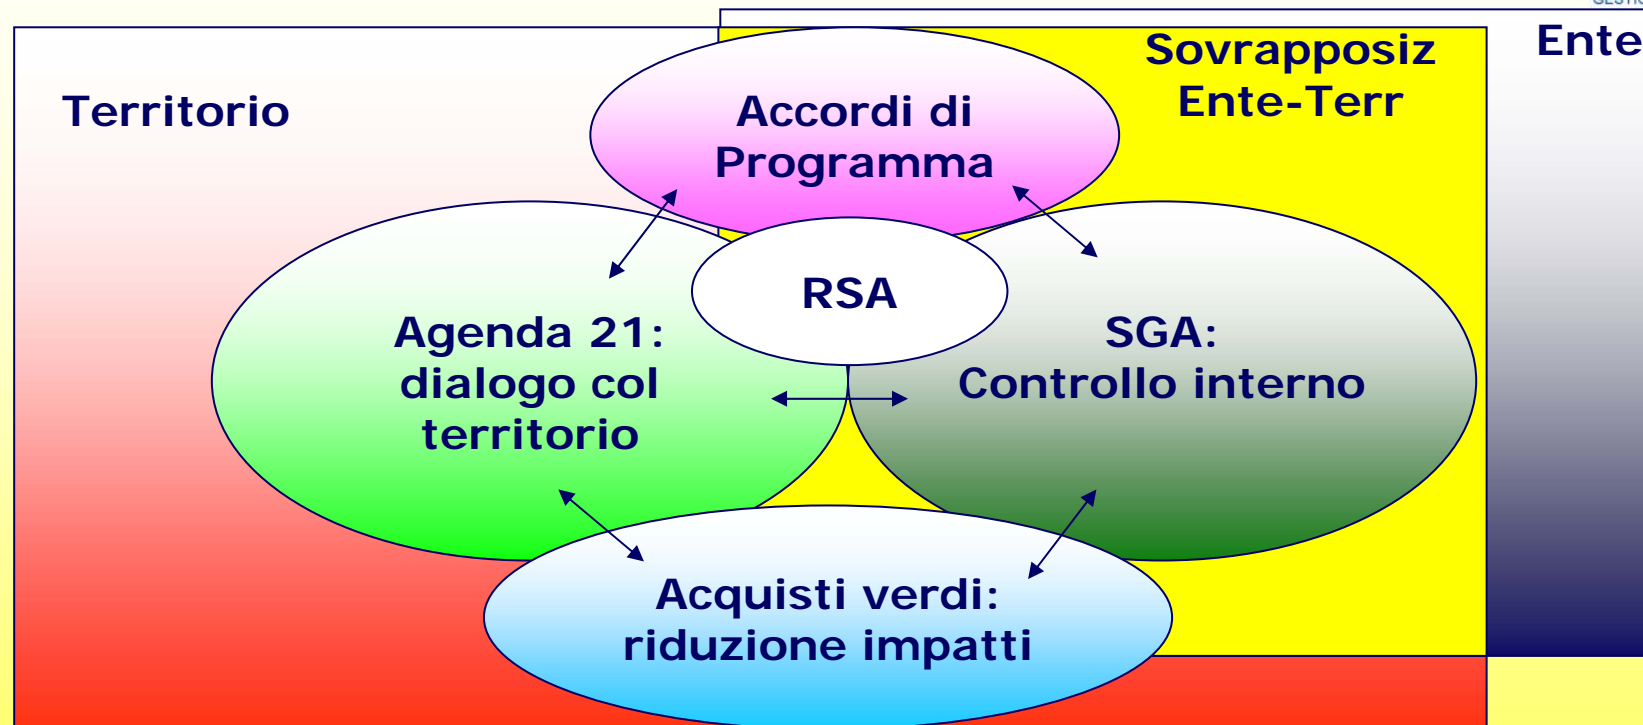 Ente
Sovrapposiz
Ente-Terr
Territorio
Accordi di
Programma
RSA
Agenda 21:
dialogo col
territorio
SGA:
Controllo interno
Acquisti verdi:
riduzione impatti